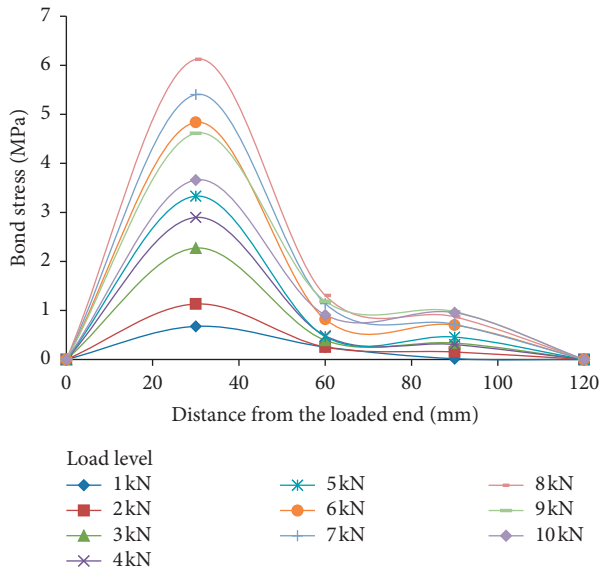 Bond stress (MPa)
7
6
5
4
3
2
1
0
0 20 40 60 80 100 120
Distance from the loaded end (mm)
Load level
1 kN 5 kN 8 kN
2 kN 6 kN 9 kN
3 kN 7 kN 10 kN
4 kN